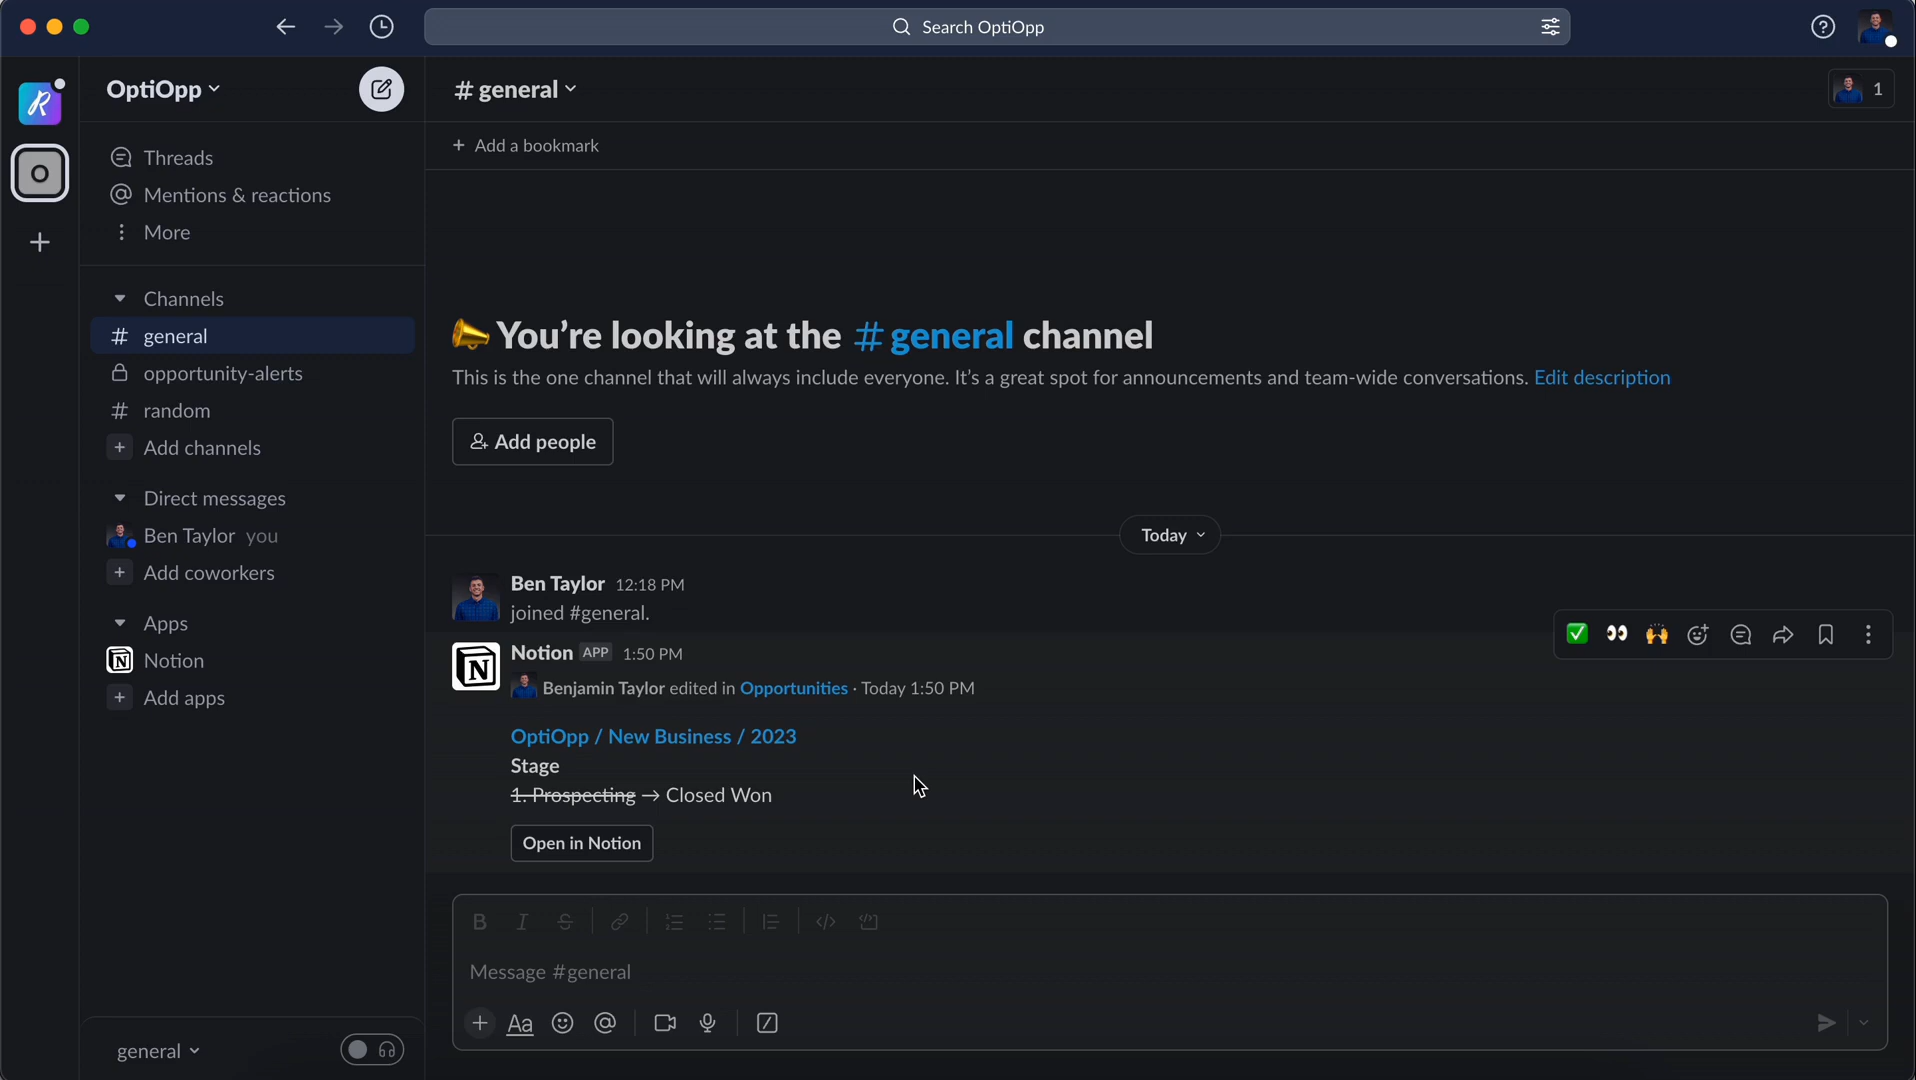 Search OptiOpp
OptiOpp
# general
1
R
O
Add a bookmark
Threads
Mentions & reactions
More
Channels
# general
opportunity-alerts
# random
+ Add channels
Direct messages
Ben Taylor you
+ Add coworkers
Apps
Notion
+ Add apps
You're looking at the # general channel
This is the one channel that will always include everyone. It's a great spot for announcements and team-wide conversations. Edit description
Add people
Today
Ben Taylor 12:18 PM
joined #general.
Notion APP 1:50 PM
Benjamin Taylor edited in Opportunities · Today 1:50 PM
OptiOpp / New Business / 2023
Stage
1. Prospecting → Closed Won
Open in Notion
B I S
Message #general
+ Aa @
general